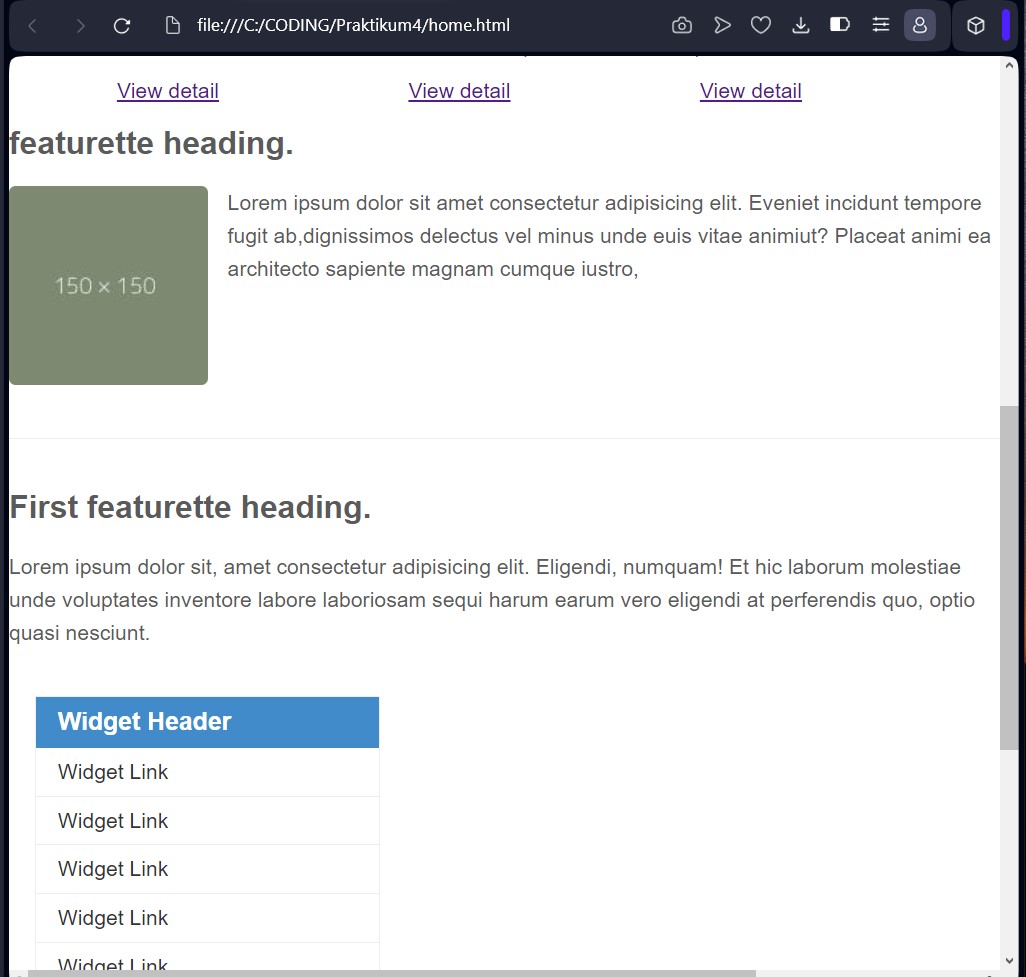 file:///C:/CODING/Praktikum4/home.html
View detail View detail View detail
featurette heading.
150 × 150
Lorem ipsum dolor sit amet consectetur adipisicing elit. Eveniet incidunt tempore
fugit ab,dignissimos delectus vel minus unde euis vitae animiut? Placeat animi ea
architecto sapiente magnam cumque iustro,
First featurette heading.
Lorem ipsum dolor sit, amet consectetur adipisicing elit. Eligendi, numquam! Et hic laborum molestiae
unde voluptates inventore labore laboriosam sequi harum earum vero eligendi at perferendis quo, optio
quasi nesciunt.
Widget Header
Widget Link
Widget Link
Widget Link
Widget Link
Widget Link